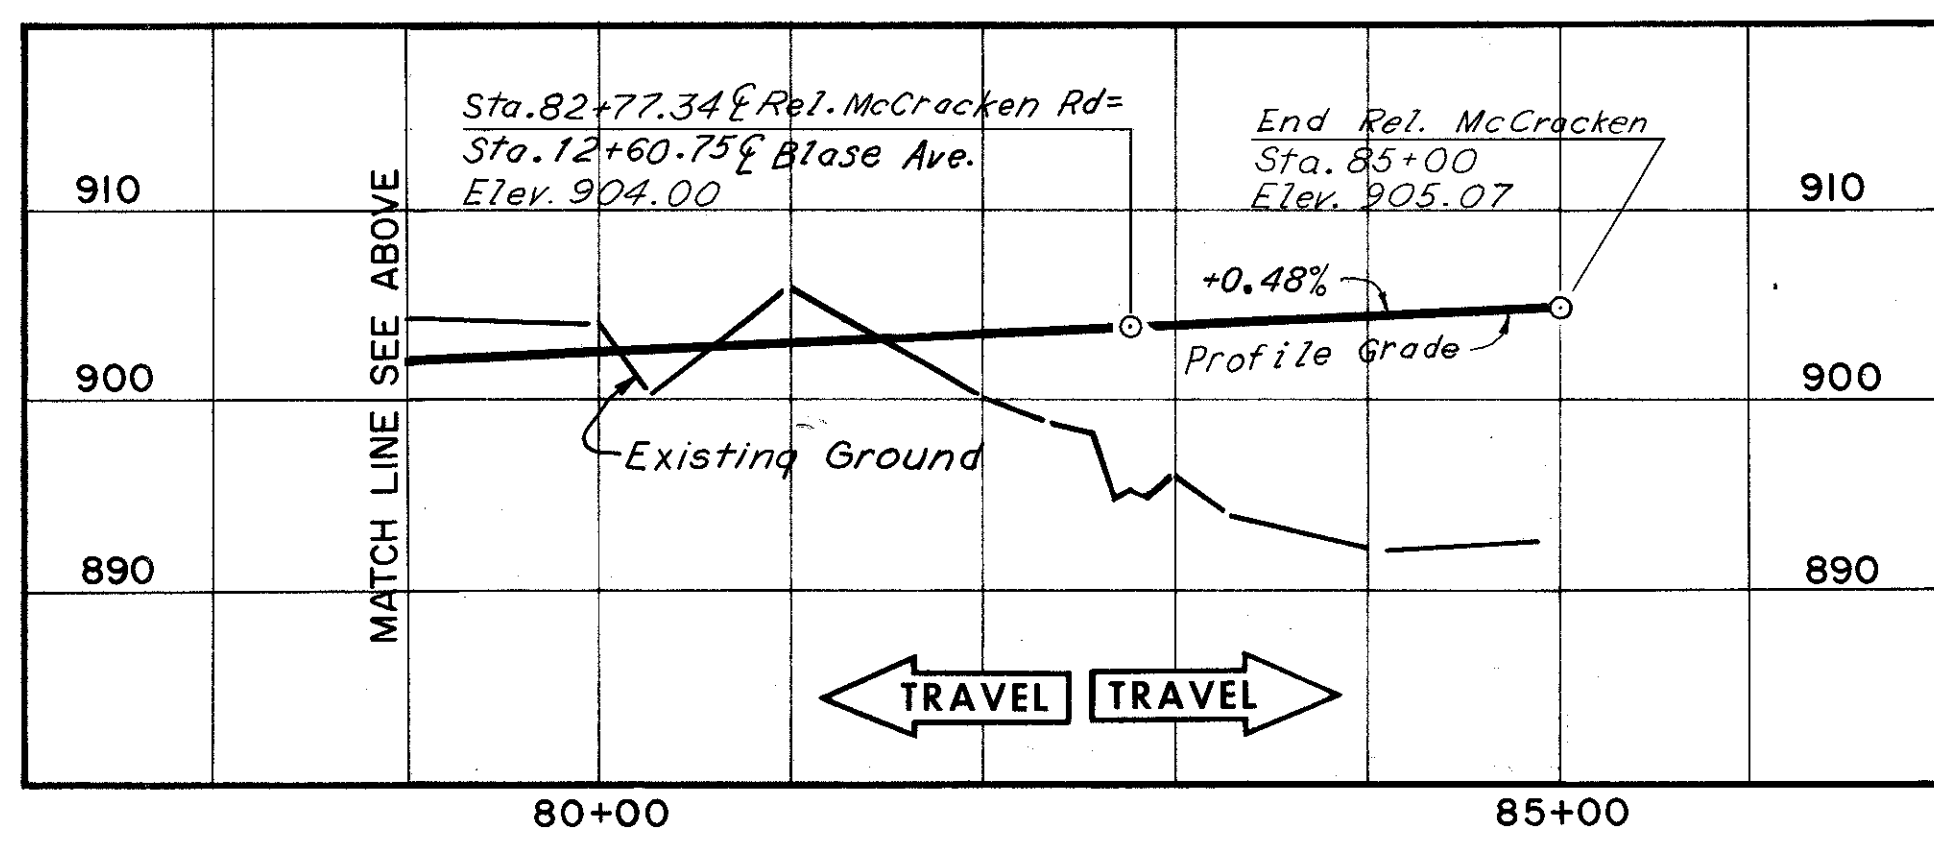 Sta.82+77.34 ℄ Rel. McCracken Rd=
Sta.12+60.75 ℄ Blase Ave.
Elev. 904.00
End Rel. McCracken
Sta. 85+00
Elev. 905.07
910
910
MATCH LINE SEE ABOVE
+0.48%
Profile Grade
900
900
Existing Ground
890
890
TRAVEL
TRAVEL
80+00
85+00